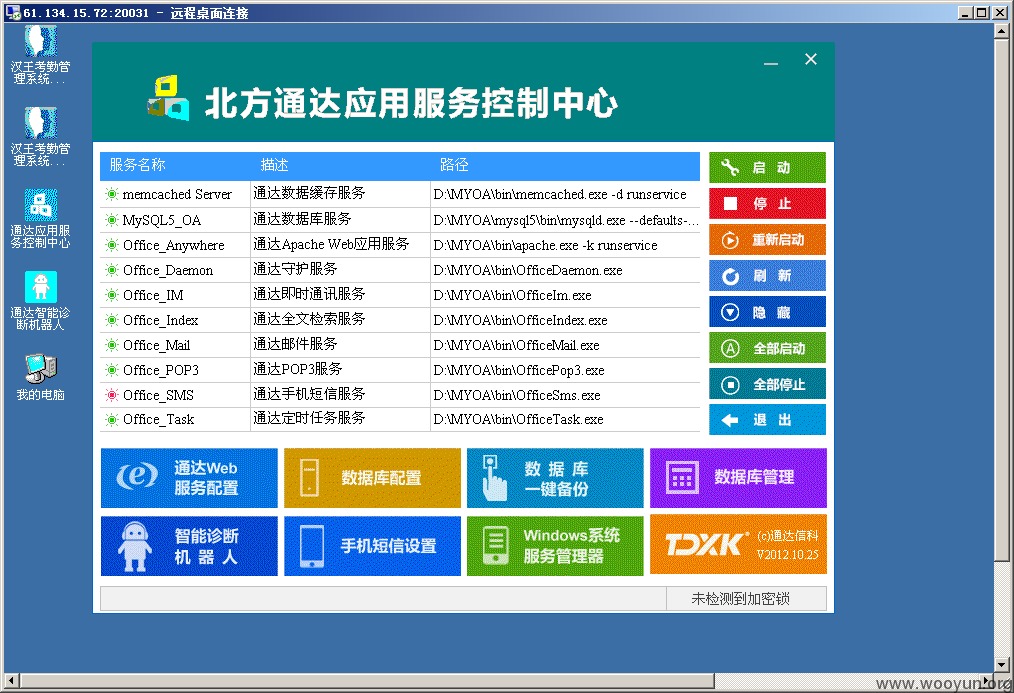 61.134.15.72:20031 - 远程桌面连接
汉王考勤管
理系统...
汉王考勤管
理系统...
通达应用服
务控制中心
通达智能诊
断机器人
我的电脑
北方通达应用服务控制中心
服务名称 描述 路径
memcached Server 通达数据缓存服务 D:\MYOA\bin\memcached.exe -d runservice
MySQL5_OA 通达数据库服务 D:\MYOA\mysql5\bin\mysqld.exe --defaults-...
Office_Anywhere 通达Apache Web应用服务 D:\MYOA\bin\apache.exe -k runservice
Office_Daemon 通达守护服务 D:\MYOA\bin\OfficeDaemon.exe
Office_IM 通达即时通讯服务 D:\MYOA\bin\OfficeIm.exe
Office_Index 通达全文检索服务 D:\MYOA\bin\OfficeIndex.exe
Office_Mail 通达邮件服务 D:\MYOA\bin\OfficeMail.exe
Office_POP3 通达POP3服务 D:\MYOA\bin\OfficePop3.exe
Office_SMS 通达手机短信服务 D:\MYOA\bin\OfficeSms.exe
Office_Task 通达定时任务服务 D:\MYOA\bin\OfficeTask.exe
启 动
停 止
重新启动
刷 新
隐 藏
全部启动
全部停止
退 出
通达Web
服务配置
数据库配置
数 据 库
一键备份
数据库管理
智能诊断
机 器 人
手机短信设置
Windows系统
服务管理器
TDXK (c)通达信科
V2012.10.25
未检测到加密锁
www.wooyun.org